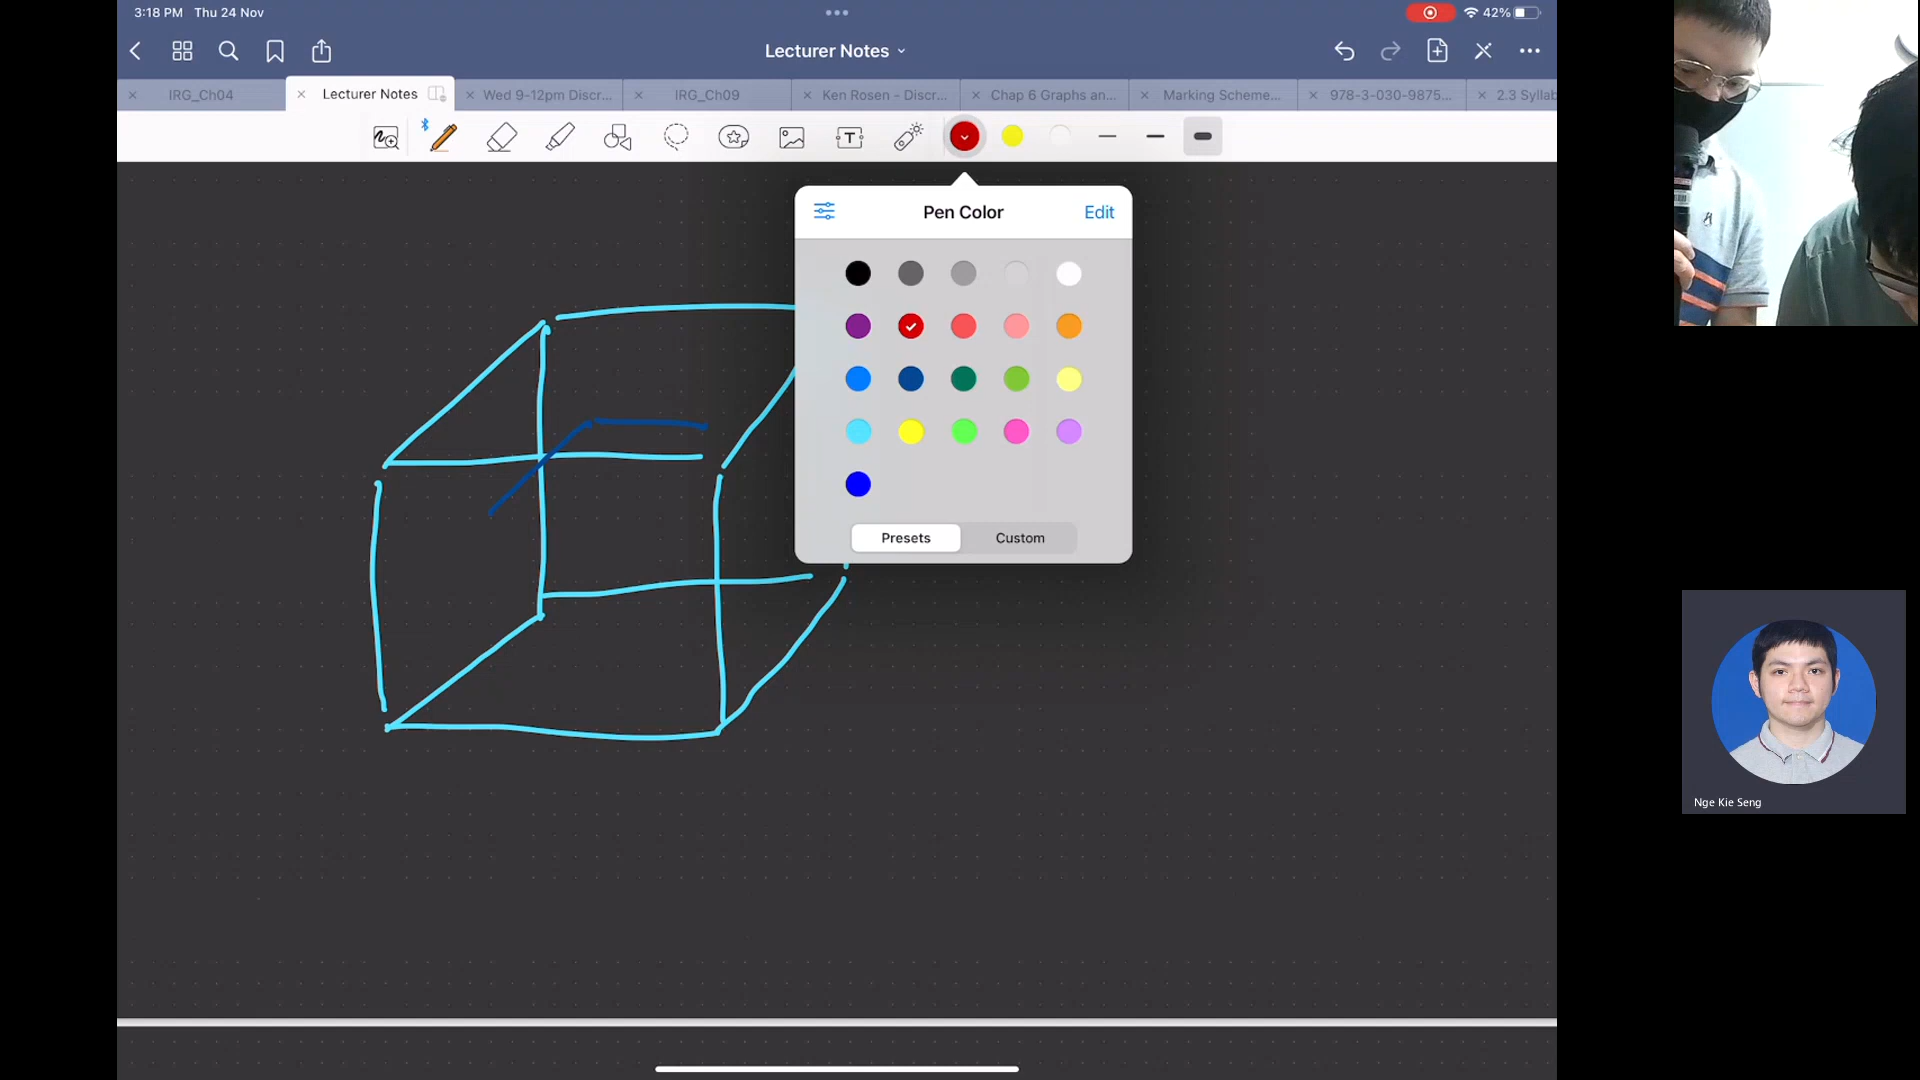 3:18 PM Thu 24 Nov
42%
Lecturer Notes
IRG_Ch04
Lecturer Notes
Wed 9-12pm Discr...
IRG_Ch09
Ken Rosen - Discr...
Chap 6 Graphs an...
Marking Scheme...
978-3-030-9875...
2.3 Syllab
T
Pen Color
Edit
Presets
Custom
Nge Kie Seng